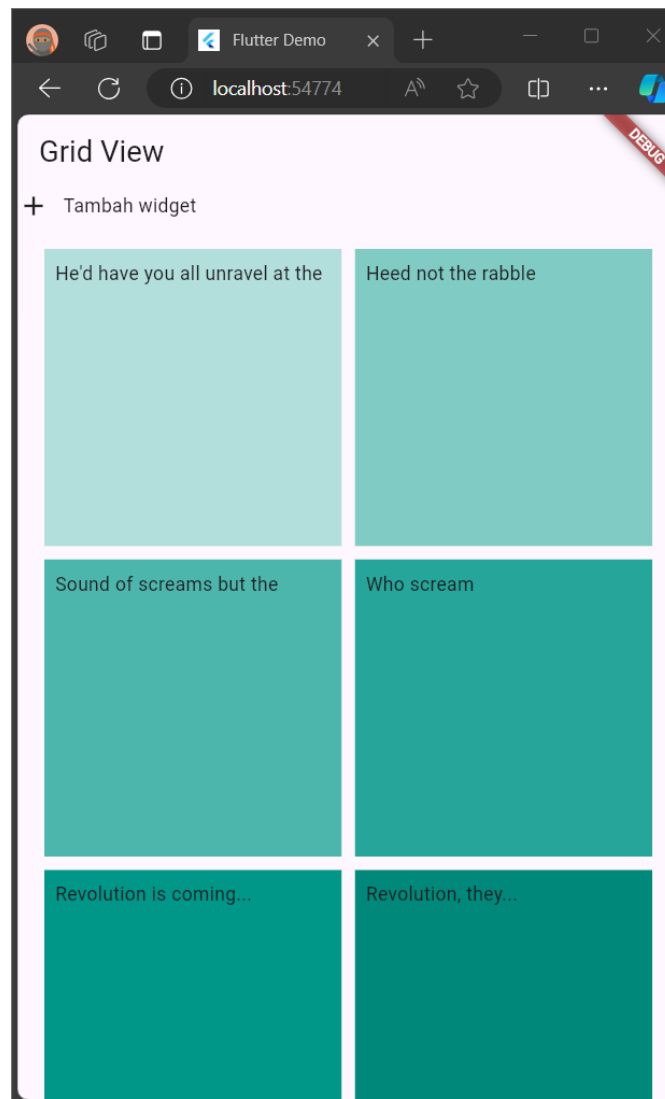 Flutter Demo
localhost:54774
DEBUG
Grid View
Tambah widget
He'd have you all unravel at the
Heed not the rabble
Sound of screams but the
Who scream
Revolution is coming...
Revolution, they...